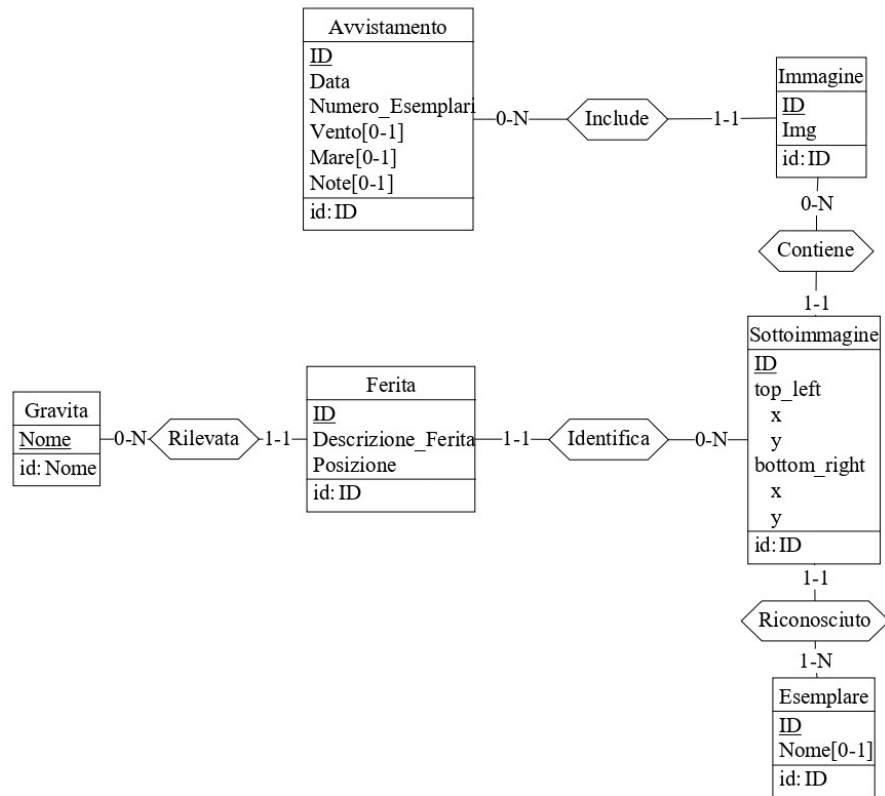 Avvistamento
ID
Data
Numero_Esemplari
Vento[0-1]
Mare[0-1]
Note[0-1]
id: ID
0-N
Include
1-1
Immagine
ID
Img
id: ID
0-N
Contiene
1-1
Sottoimmagine
ID
top_left
x
y
bottom_right
x
y
id: ID
Gravita
Nome
id: Nome
0-N
Rilevata
1-1
Ferita
ID
Descrizione_Ferita
Posizione
id: ID
1-1
Identifica
0-N
1-1
Riconosciuto
1-N
Esemplare
ID
Nome[0-1]
id: ID